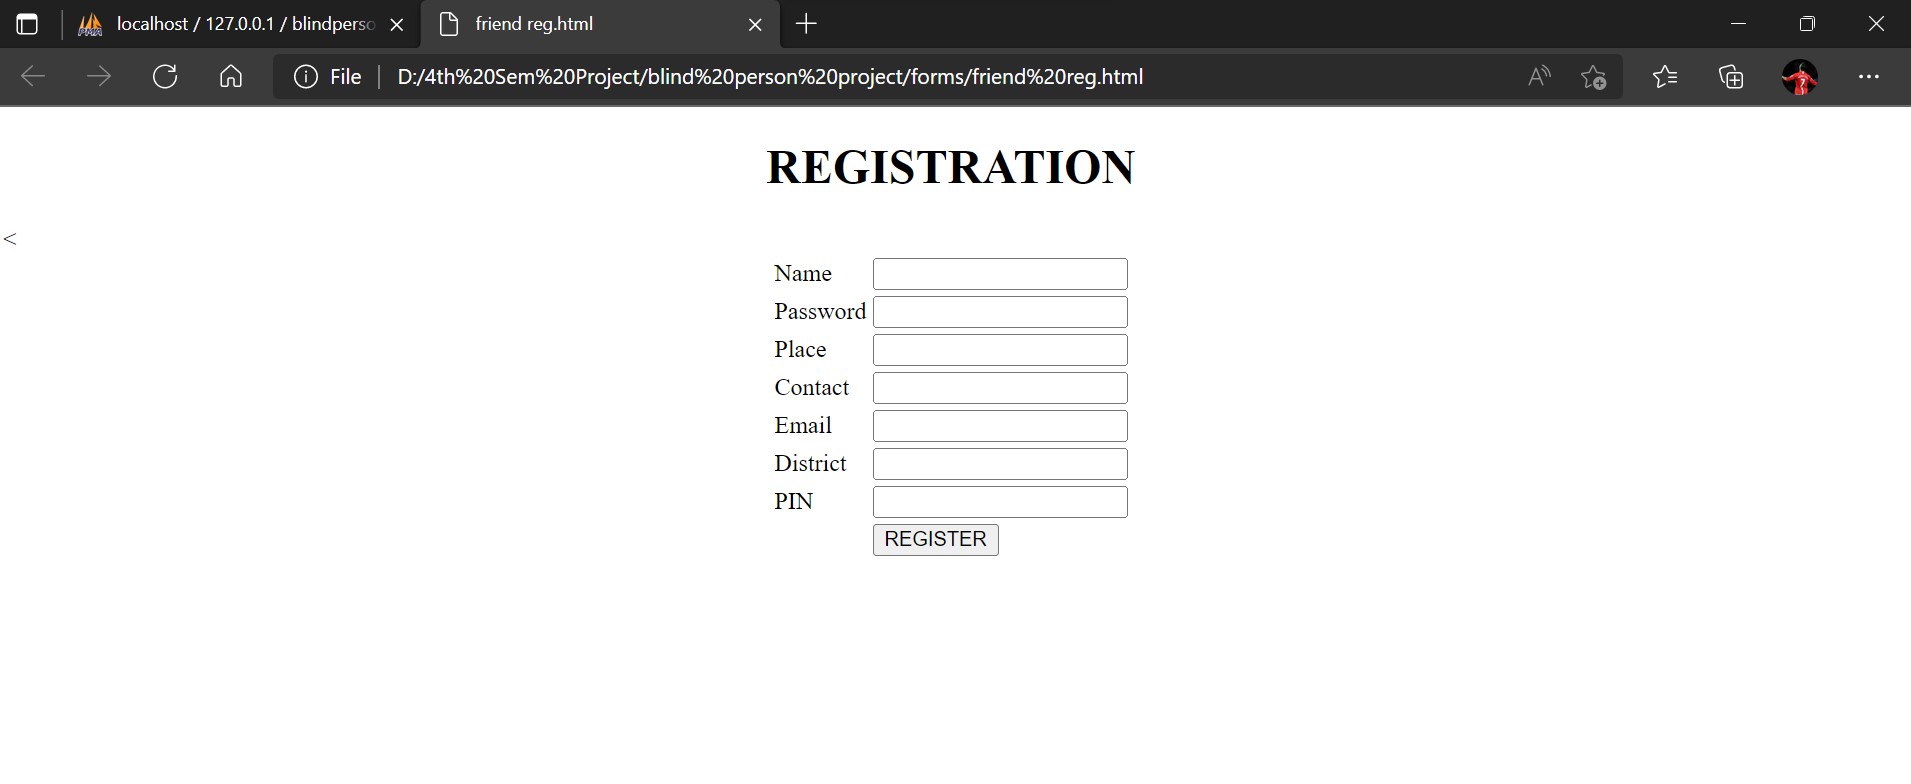 localhost / 127.0.0.1 / blindperso
friend reg.html
File
D:/4th%20Sem%20Project/blind%20person%20project/forms/friend%20reg.html
REGISTRATION
<
Name
Password
Place
Contact
Email
District
PIN
REGISTER